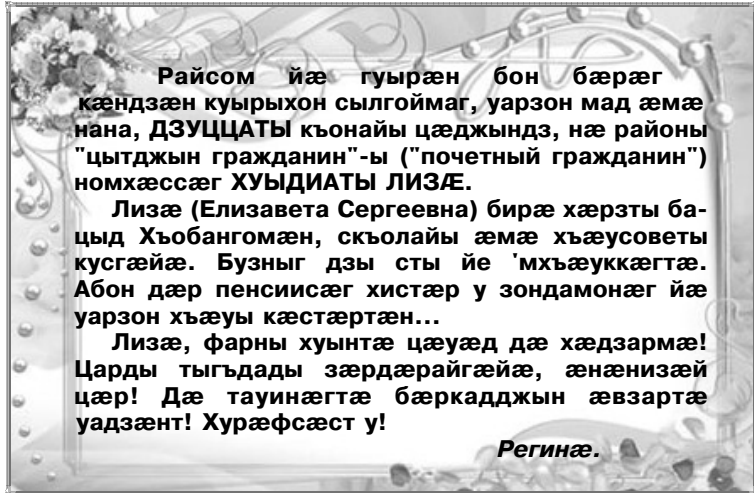 Райсом йæ гуырæн бон бæрæг
кæндзæн куырыхон сылгоймаг, уарзон мад æмæ
нана, ДЗУЦЦАТЫ къонайы цæджындз, нæ районы
"цытджын гражданин"-ы ("почетный гражданин")
номхæссæг ХУЫДИАТЫ ЛИЗÆ.
Лизæ (Елизавета Сергеевна) бирæ хæрзты ба-
цыд Хъобангомæн, скъолайы æмæ хъæусоветы
кусгæйæ. Бузныг дзы сты йе 'мхъæуккæгтæ.
Абон дæр пенсиисæг хистæр у зондамонæг йæ
уарзон хъæуы кæстæртæн...
Лизæ, фарны хуынтæ цæуæд дæ хæдзармæ!
Царды тыгъдады зæрдæрайгæйæ, æнæнизæй
цæр! Дæ тауинæгтæ бæркадджын æвзартæ
уадзæнт! Хурæфсæст у!
Регинæ.